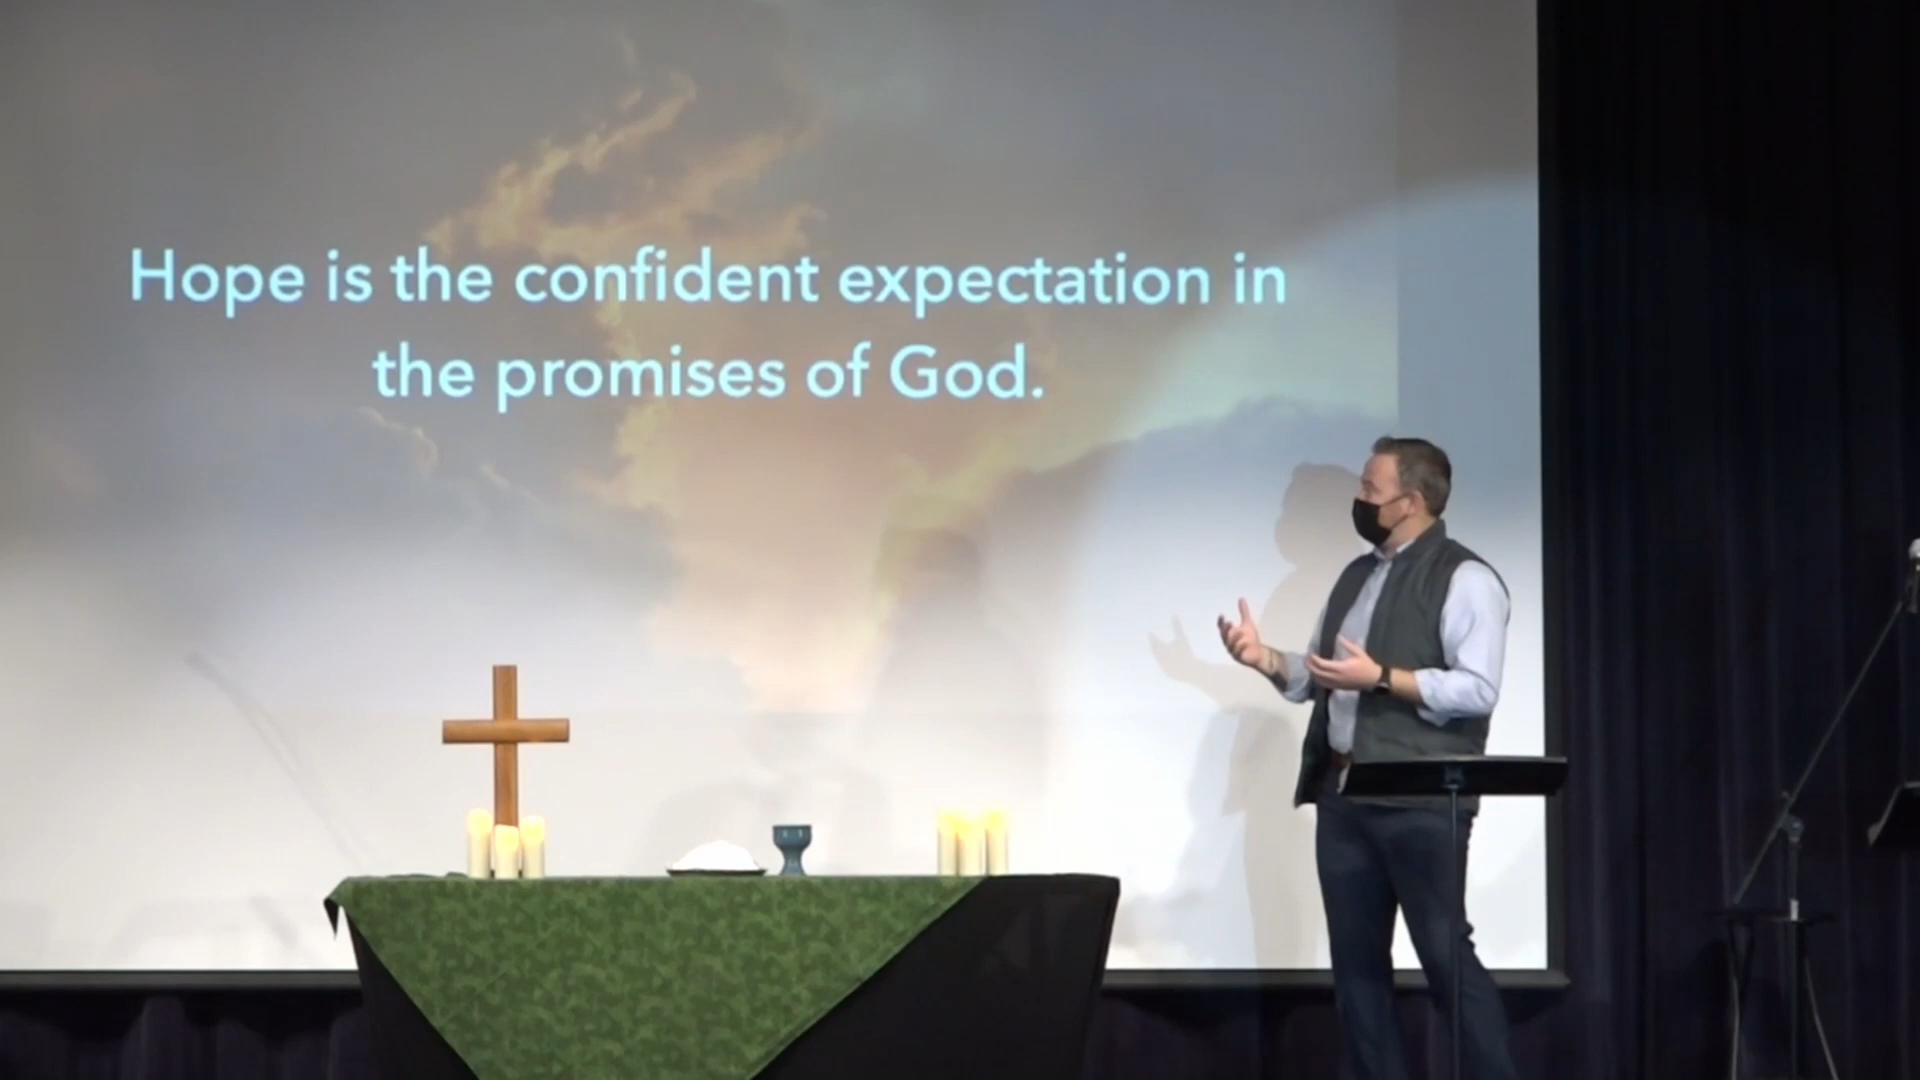 Hope is the confident expectation in
the promises of God.